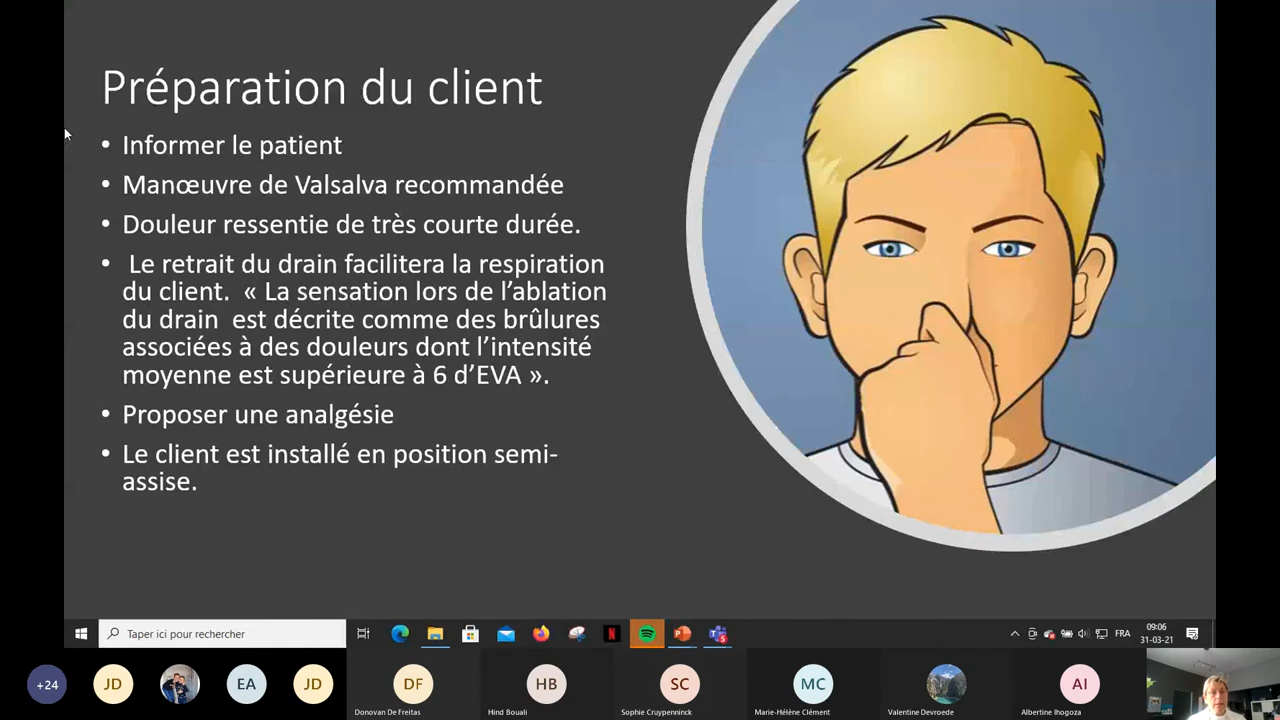 Préparation du client
• Informer le patient
• Manœuvre de Valsalva recommandée
• Douleur ressentie de très courte durée.
• Le retrait du drain facilitera la respiration
du client. « La sensation lors de l’ablation
du drain est décrite comme des brûlures
associées à des douleurs dont l’intensité
moyenne est supérieure à 6 d’EVA ».
• Proposer une analgésie
• Le client est installé en position semi-
assise.
Taper ici pour rechercher
FRA
09:06
31-03-21
+24
JD
EA
JD
DF
HB
SC
MC
AI
Donovan De Freitas
Hind Bouali
Sophie Cruypenninck
Marie-Hélène Clément
Valentine Devroede
Albertine Ihogoza